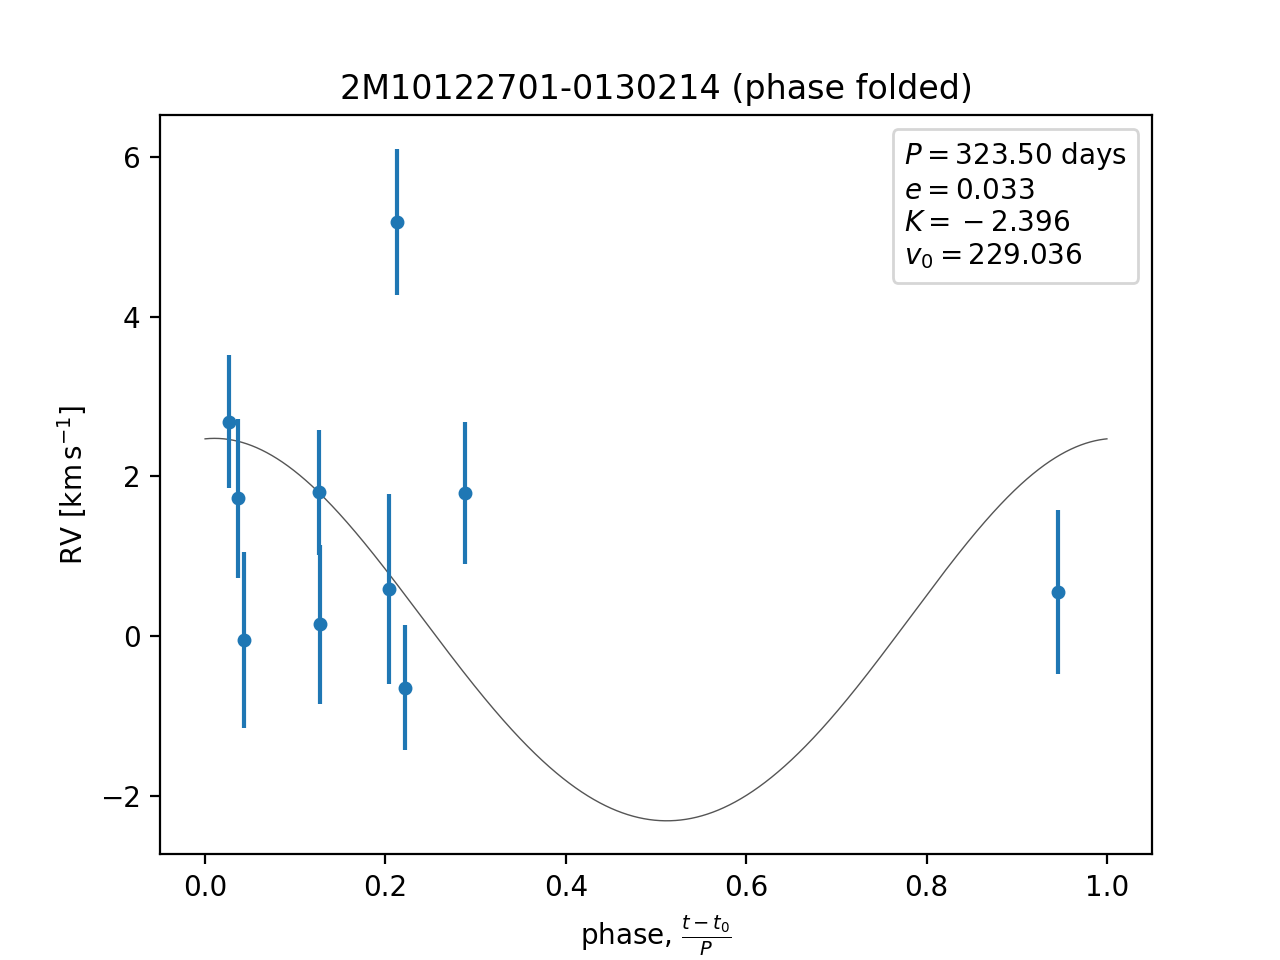 2M10122701-0130214 (phase folded)
P = 323.50 days
e = 0.033
K = −2.396
v₀ = 229.036
RV [km s⁻¹]
6
4
2
0
−2
0.0 0.2 0.4 0.6 0.8 1.0
phase, (t − t₀)/P